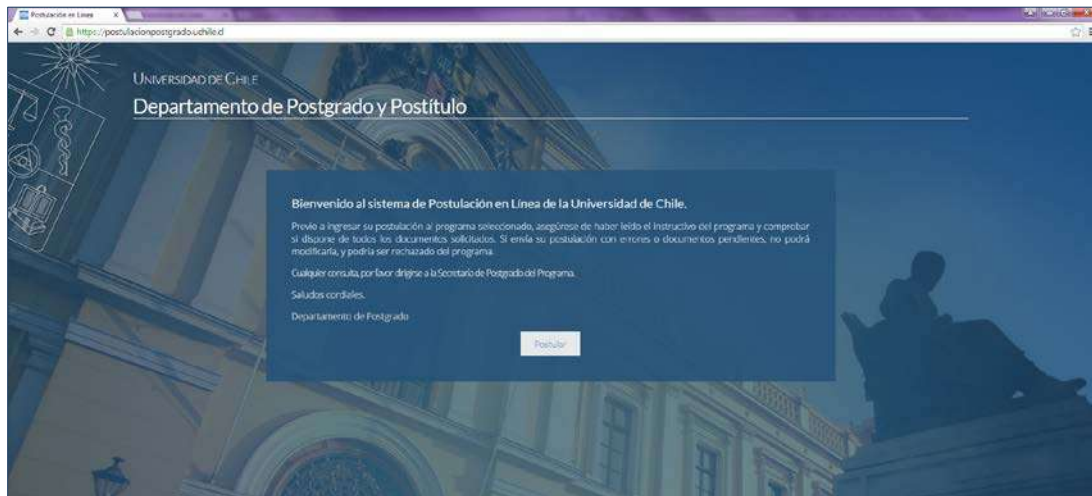 Postulación en Línea
https://postulacionpostgrado.uchile.cl
UNIVERSIDAD DE CHILE
Departamento de Postgrado y Postítulo
Bienvenido al sistema de Postulación en Línea de la Universidad de Chile.
Previo a ingresar su postulación al programa seleccionado, asegúrese de haber leído el Instructivo del programa y comprobar
si dispone de todos los documentos solicitados. Si envía su postulación con errores o documentos pendientes, no podrá
modificarla, y podría ser rechazado del programa.
Cualquier consulta, por favor dirigirse a la Secretaría de Postgrado del Programa.
Saludos cordiales.
Departamento de Postgrado
Postular